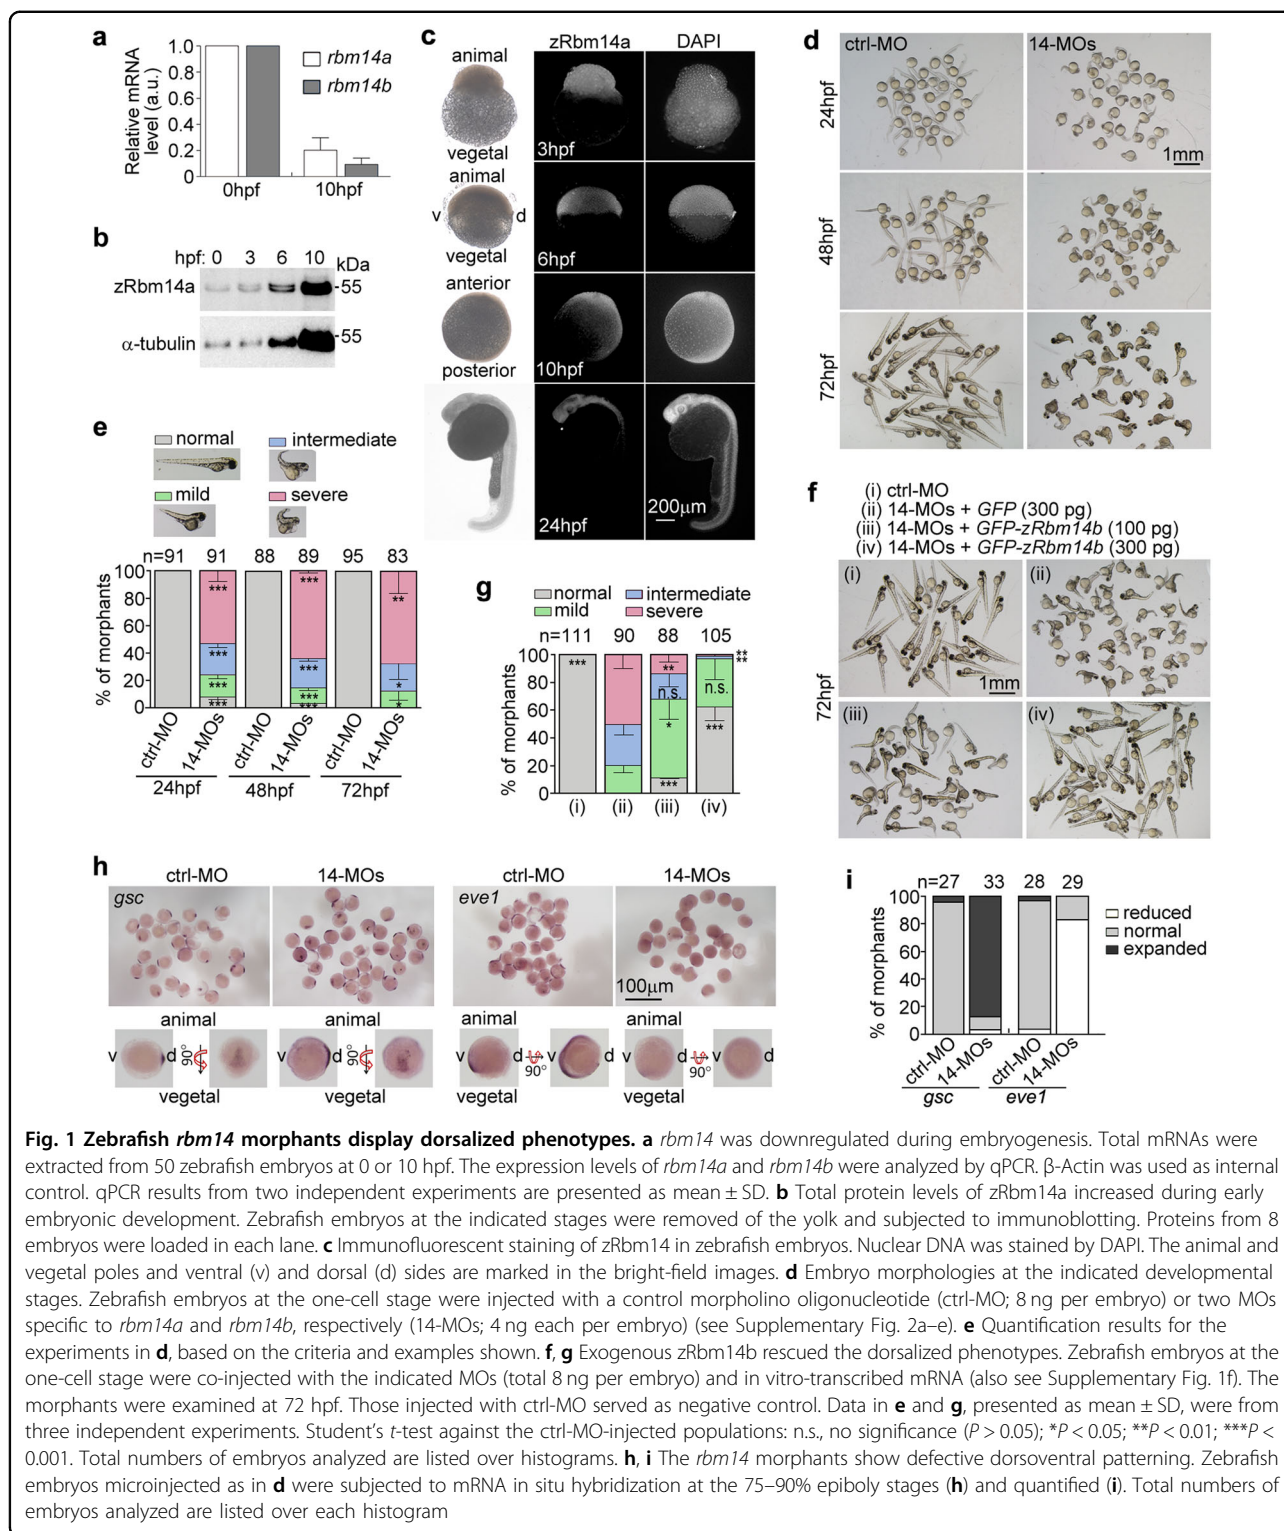 a
Relative mRNA
level (a.u.)
1.0
0.8
0.6
0.4
0.2
0
rbm14a
rbm14b
0hpf
10hpf
b
hpf: 0 3 6 10 kDa
zRbm14a
-55
α-tubulin
-55
c
zRbm14a DAPI
animal
vegetal
3hpf
animal
v d
vegetal
6hpf
anterior
posterior
10hpf
24hpf
200μm
d
ctrl-MO 14-MOs
24hpf
1mm
48hpf
72hpf
e
normal intermediate
mild severe
n=91 91 88 89 95 83
% of morphants
100
80
60
40
20
0
*** *** **
*** *** *
*** *** *
*** ***
ctrl-MO 14-MOs ctrl-MO 14-MOs ctrl-MO 14-MOs
24hpf 48hpf 72hpf
f
(i) ctrl-MO
(ii) 14-MOs + GFP (300 pg)
(iii) 14-MOs + GFP-zRbm14b (100 pg)
(iv) 14-MOs + GFP-zRbm14b (300 pg)
(i) (ii)
1mm
72hpf
(iii) (iv)
g
normal intermediate
mild severe
n=111 90 88 105
% of morphants
100
80
60
40
20
0
*** ** **
**
n.s. n.s.
* ***
***
(i) (ii) (iii) (iv)
h
ctrl-MO 14-MOs ctrl-MO 14-MOs
gsc eve1
100μm
animal animal animal animal
v d v d v d v d
90° 90° 90° 90°
vegetal vegetal vegetal vegetal
i
n=27 33 28 29
% of morphants
100
80
60
40
20
0
reduced
normal
expanded
ctrl-MO 14-MOs ctrl-MO 14-MOs
gsc eve1
Fig. 1 Zebrafish rbm14 morphants display dorsalized phenotypes. a rbm14 was downregulated during embryogenesis. Total mRNAs were
extracted from 50 zebrafish embryos at 0 or 10 hpf. The expression levels of rbm14a and rbm14b were analyzed by qPCR. β-Actin was used as internal
control. qPCR results from two independent experiments are presented as mean ± SD. b Total protein levels of zRbm14a increased during early
embryonic development. Zebrafish embryos at the indicated stages were removed of the yolk and subjected to immunoblotting. Proteins from 8
embryos were loaded in each lane. c Immunofluorescent staining of zRbm14 in zebrafish embryos. Nuclear DNA was stained by DAPI. The animal and
vegetal poles and ventral (v) and dorsal (d) sides are marked in the bright-field images. d Embryo morphologies at the indicated developmental
stages. Zebrafish embryos at the one-cell stage were injected with a control morpholino oligonucleotide (ctrl-MO; 8 ng per embryo) or two MOs
specific to rbm14a and rbm14b, respectively (14-MOs; 4 ng each per embryo) (see Supplementary Fig. 2a–e). e Quantification results for the
experiments in d, based on the criteria and examples shown. f, g Exogenous zRbm14b rescued the dorsalized phenotypes. Zebrafish embryos at the
one-cell stage were co-injected with the indicated MOs (total 8 ng per embryo) and in vitro-transcribed mRNA (also see Supplementary Fig. 1f). The
morphants were examined at 72 hpf. Those injected with ctrl-MO served as negative control. Data in e and g, presented as mean ± SD, were from
three independent experiments. Student's t-test against the ctrl-MO-injected populations: n.s., no significance (P > 0.05); *P < 0.05; **P < 0.01; ***P <
0.001. Total numbers of embryos analyzed are listed over histograms. h, i The rbm14 morphants show defective dorsoventral patterning. Zebrafish
embryos microinjected as in d were subjected to mRNA in situ hybridization at the 75–90% epiboly stages (h) and quantified (i). Total numbers of
embryos analyzed are listed over each histogram